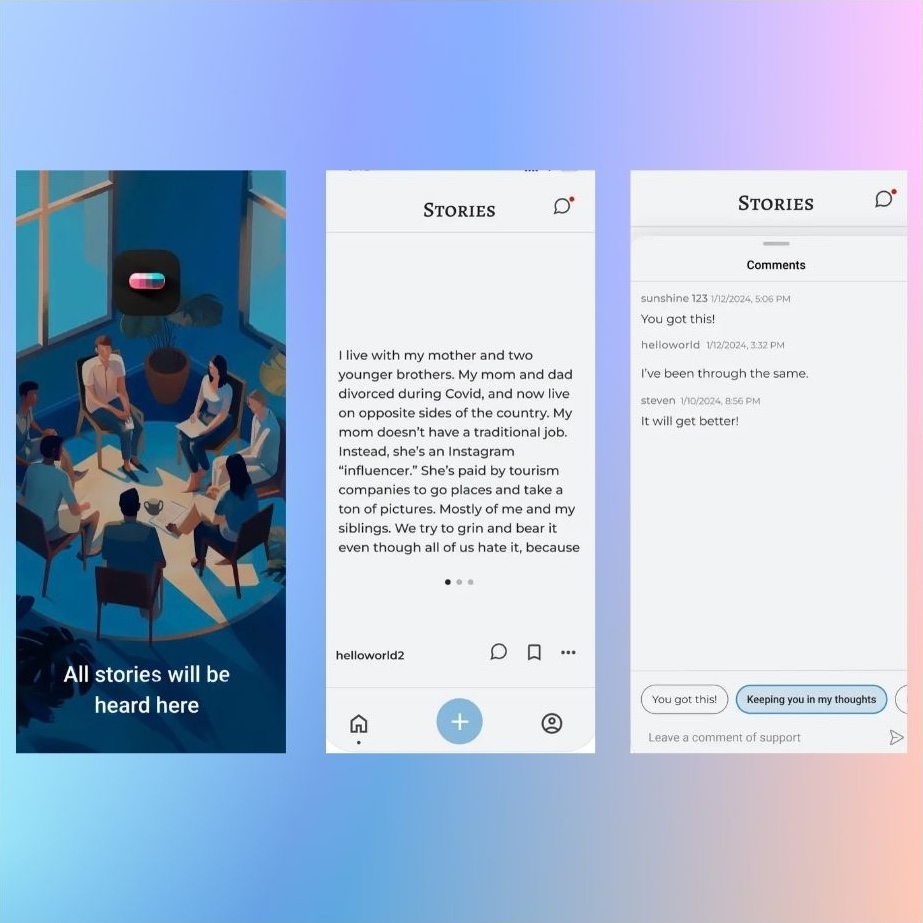 All stories will be
heard here
STORIES
I live with my mother and two
younger brothers. My mom and dad
divorced during Covid, and now live
on opposite sides of the country. My
mom doesn't have a traditional job.
Instead, she's an Instagram
“influencer.” She's paid by tourism
companies to go places and take a
ton of pictures. Mostly of me and my
siblings. We try to grin and bear it
even though all of us hate it, because
helloworld2
STORIES
Comments
sunshine 123 1/12/2024, 5:06 PM
You got this!
helloworld 1/12/2024, 3:32 PM
I've been through the same.
steven 1/10/2024, 8:56 PM
It will get better!
You got this! Keeping you in my thoughts
Leave a comment of support